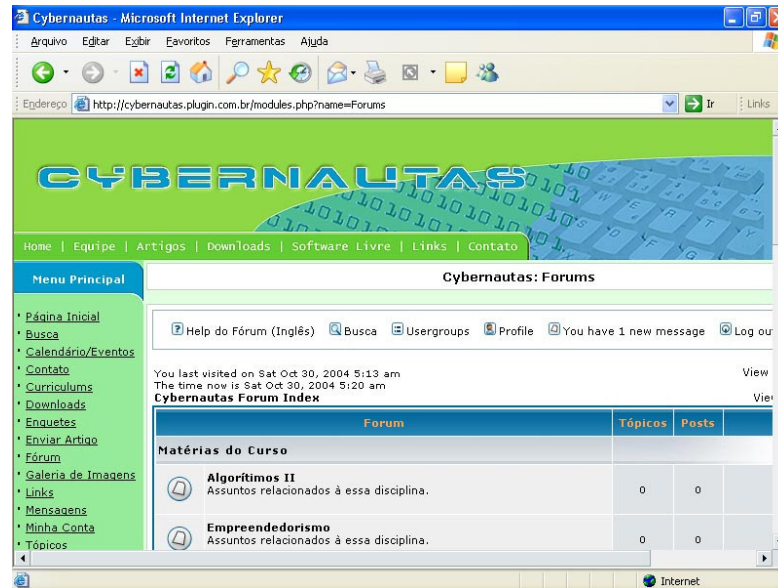 Cybernautas - Microsoft Internet Explorer
Arquivo Editar Exibir Favoritos Ferramentas Ajuda
Endereço http://cybernautas.plugin.com.br/modules.php?name=Forums Ir Links
CYBERNAUTAS
Home | Equipe | Artigos | Downloads | Software Livre | Links | Contato
Menu Principal
Cybernautas: Forums
Página Inicial
Busca
Calendário/Eventos
Contato
Curriculums
Downloads
Enquetes
Enviar Artigo
Fórum
Galeria de Imagens
Links
Mensagens
Minha Conta
Tópicos
Help do Fórum (Inglês) Busca Usergroups Profile You have 1 new message Log ou
You last visited on Sat Oct 30, 2004 5:13 am View
The time now is Sat Oct 30, 2004 5:20 am
Cybernautas Forum Index
Forum Tópicos Posts
Matérias do Curso
Algorítimos II
Assuntos relacionados à essa disciplina. 0 0
Empreendedorismo
Assuntos relacionados à essa disciplina. 0 0
Internet